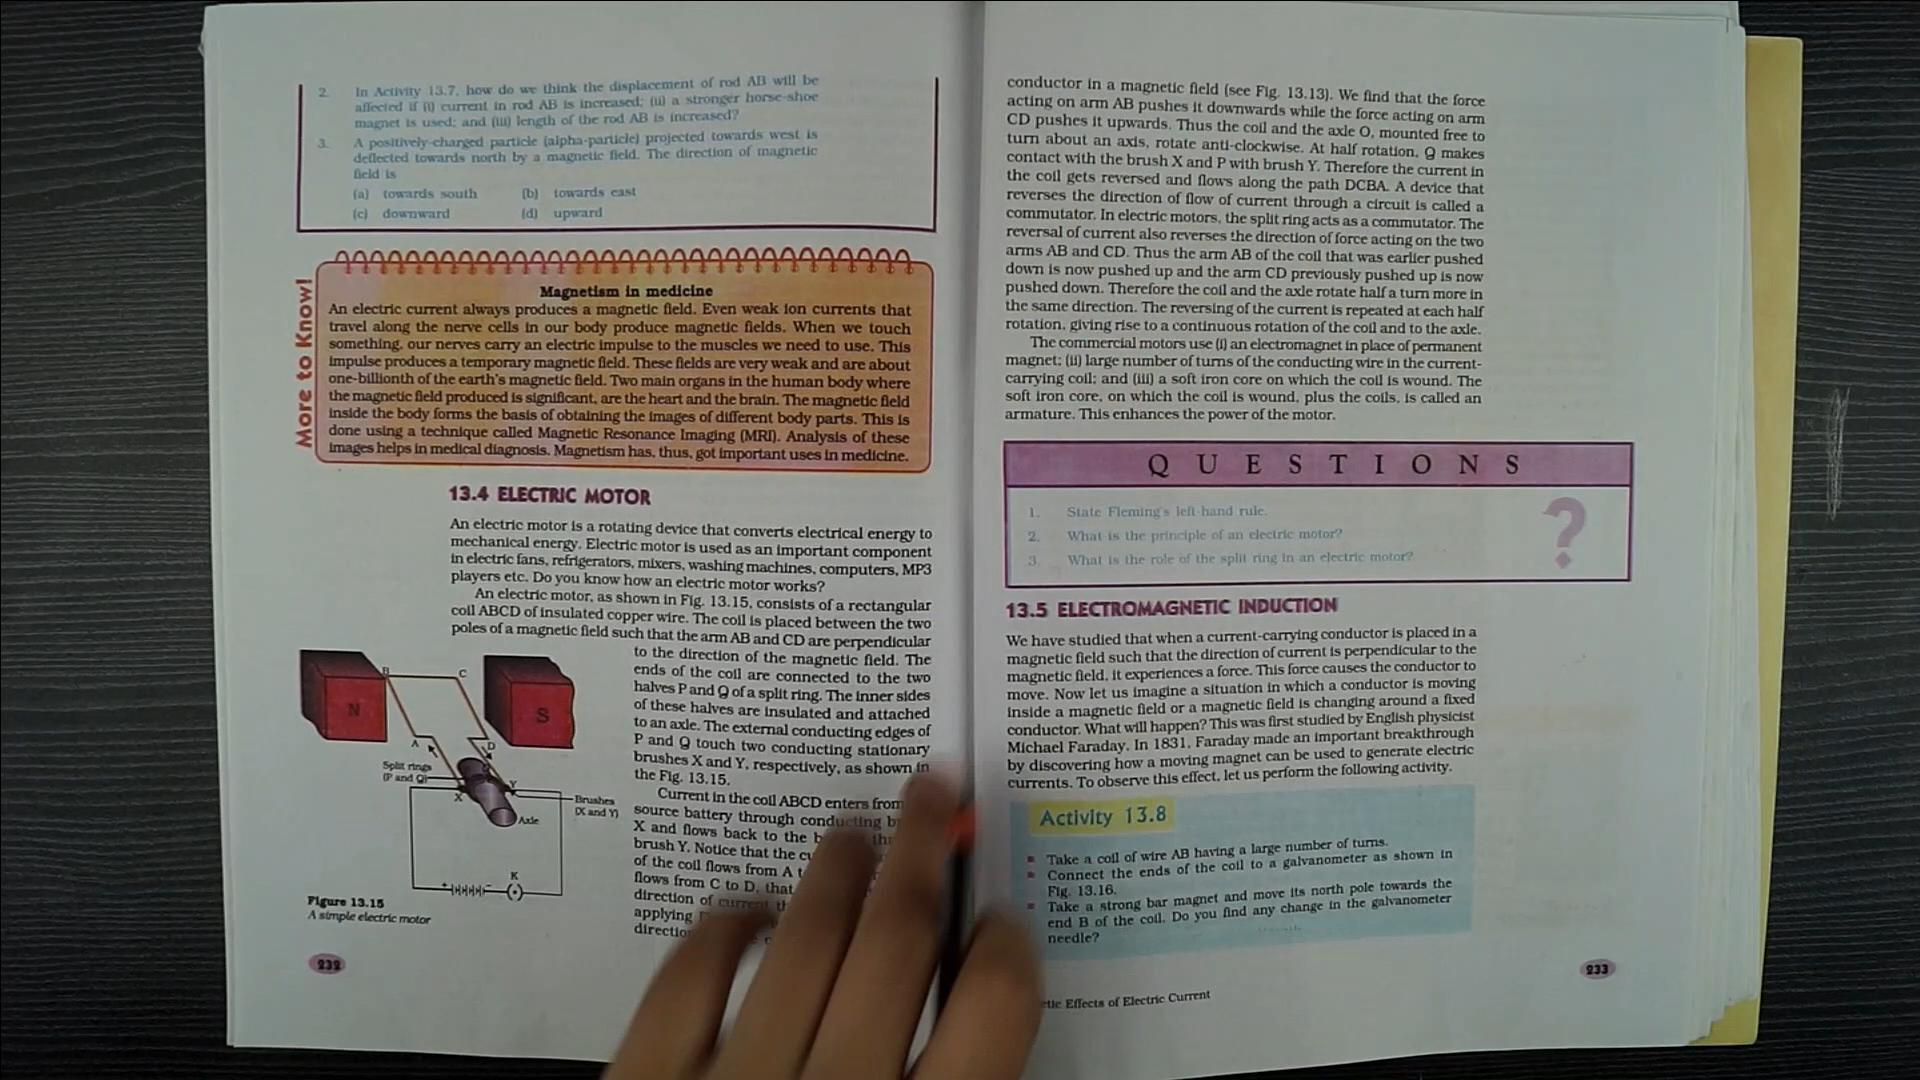 2. In Activity 13.7, how do we think the displacement of rod AB will be
affected if (i) current in rod AB is increased; (ii) a stronger horse-shoe
magnet is used; and (iii) length of the rod AB is increased?
3. A positively-charged particle (alpha-particle) projected towards west is
deflected towards north by a magnetic field. The direction of magnetic
field is
(a) towards south (b) towards east
(c) downward (d) upward
More to Know!
Magnetism in medicine
An electric current always produces a magnetic field. Even weak ion currents that
travel along the nerve cells in our body produce magnetic fields. When we touch
something, our nerves carry an electric impulse to the muscles we need to use. This
impulse produces a temporary magnetic field. These fields are very weak and are about
one-billionth of the earth's magnetic field. Two main organs in the human body where
the magnetic field produced is significant, are the heart and the brain. The magnetic field
inside the body forms the basis of obtaining the images of different body parts. This is
done using a technique called Magnetic Resonance Imaging (MRI). Analysis of these
images helps in medical diagnosis. Magnetism has, thus, got important uses in medicine.
13.4 ELECTRIC MOTOR
An electric motor is a rotating device that converts electrical energy to
mechanical energy. Electric motor is used as an important component
in electric fans, refrigerators, mixers, washing machines, computers, MP3
players etc. Do you know how an electric motor works?
An electric motor, as shown in Fig. 13.15, consists of a rectangular
coil ABCD of insulated copper wire. The coil is placed between the two
poles of a magnetic field such that the arm AB and CD are perpendicular
to the direction of the magnetic field. The
ends of the coil are connected to the two
halves P and Q of a split ring. The inner sides
of these halves are insulated and attached
to an axle. The external conducting edges of
P and Q touch two conducting stationary
brushes X and Y, respectively, as shown in
the Fig. 13.15.
Current in the coil ABCD enters from
source battery through conducting
X and flows back to the
brush Y. Notice that the
of the coil flows from A
flows from C to D, that
direction of current
applying
B
C
N
S
A
D
Split rings
(P and Q)
X
Y
Brushes
(X and Y)
Axle
K
+ -
Figure 13.15
A simple electric motor
232
conductor in a magnetic field (see Fig. 13.13). We find that the force
acting on arm AB pushes it downwards while the force acting on arm
CD pushes it upwards. Thus the coil and the axle O, mounted free to
turn about an axis, rotate anti-clockwise. At half rotation, Q makes
contact with the brush X and P with brush Y. Therefore the current in
the coil gets reversed and flows along the path DCBA. A device that
reverses the direction of flow of current through a circuit is called a
commutator. In electric motors, the split ring acts as a commutator. The
reversal of current also reverses the direction of force acting on the two
arms AB and CD. Thus the arm AB of the coil that was earlier pushed
down is now pushed up and the arm CD previously pushed up is now
pushed down. Therefore the coil and the axle rotate half a turn more in
the same direction. The reversing of the current is repeated at each half
rotation, giving rise to a continuous rotation of the coil and to the axle.
The commercial motors use (i) an electromagnet in place of permanent
magnet; (ii) large number of turns of the conducting wire in the current-
carrying coil; and (iii) a soft iron core on which the coil is wound. The
soft iron core, on which the coil is wound, plus the coils, is called an
armature. This enhances the power of the motor.
QUESTIONS
?
1. State Fleming's left-hand rule.
2. What is the principle of an electric motor?
3. What is the role of the split ring in an electric motor?
13.5 ELECTROMAGNETIC INDUCTION
We have studied that when a current-carrying conductor is placed in a
magnetic field such that the direction of current is perpendicular to the
magnetic field, it experiences a force. This force causes the conductor to
move. Now let us imagine a situation in which a conductor is moving
inside a magnetic field or a magnetic field is changing around a fixed
conductor. What will happen? This was first studied by English physicist
Michael Faraday. In 1831, Faraday made an important breakthrough
by discovering how a moving magnet can be used to generate electric
currents. To observe this effect, let us perform the following activity.
Activity 13.8
Take a coil of wire AB having a large number of turns.
Connect the ends of the coil to a galvanometer as shown in
Fig. 13.16.
Take a strong bar magnet and move its north pole towards the
end B of the coil. Do you find any change in the galvanometer
needle?
Effects of Electric Current
233